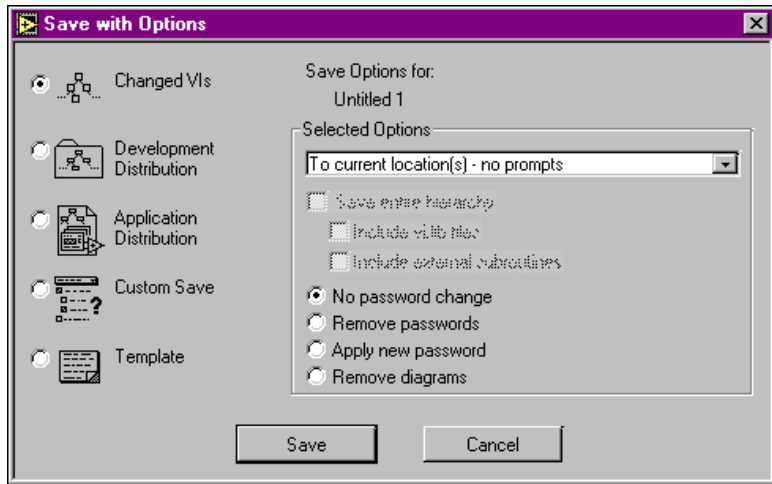 Save with Options
Changed VIs
Development
Distribution
Application
Distribution
Custom Save
Template
Save Options for:
Untitled 1
Selected Options
To current location(s) - no prompts
Save entire hierarchy
Include vi.lib files
Include external subroutines
No password change
Remove passwords
Apply new password
Remove diagrams
Save
Cancel